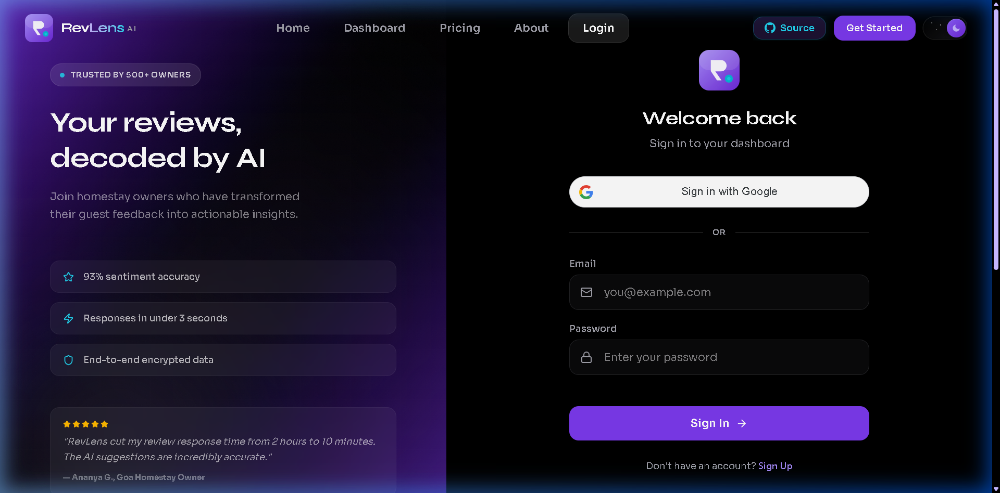 RevLens AI
Home
Dashboard
Pricing
About
Login
Source
Get Started
TRUSTED BY 500+ OWNERS
Your reviews,
decoded by AI
Join homestay owners who have transformed
their guest feedback into actionable insights.
93% sentiment accuracy
Responses in under 3 seconds
End-to-end encrypted data
"RevLens cut my review response time from 2 hours to 10 minutes.
The AI suggestions are incredibly accurate."
— Ananya G., Goa Homestay Owner
R
Welcome back
Sign in to your dashboard
Sign in with Google
OR
Email
you@example.com
Password
Enter your password
Sign In →
Don't have an account? Sign Up